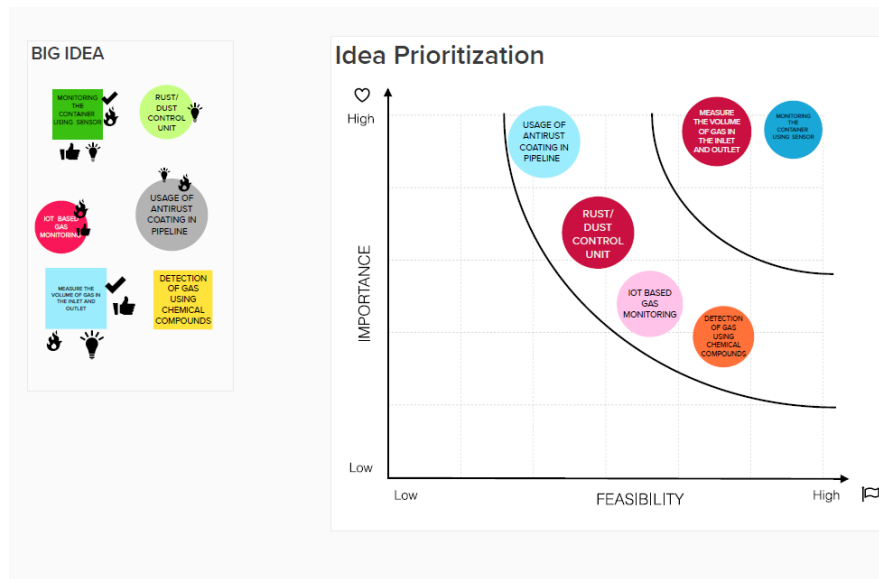 BIG IDEA
MONITORING
THE
CONTAINER
USING SENSOR
RUST/
DUST
CONTROL
UNIT
IOT BASED
GAS
MONITORING
USAGE OF
ANTIRUST
COATING IN
PIPELINE
MEASURE THE
VOLUME OF GAS IN
THE INLET AND
OUTLET
DETECTION
OF GAS
USING
CHEMICAL
COMPOUNDS
Idea Prioritization
High
IMPORTANCE
Low
USAGE OF
ANTIRUST
COATING IN
PIPELINE
MEASURE
THE VOLUME
OF GAS IN
THE INLET
AND OUTLET
MONITORING
THE
CONTAINER
USING SENSOR
RUST/
DUST
CONTROL
UNIT
IOT BASED
GAS
MONITORING
DETECTION
OF GAS
USING
CHEMICAL
COMPOUNDS
Low
FEASIBILITY
High